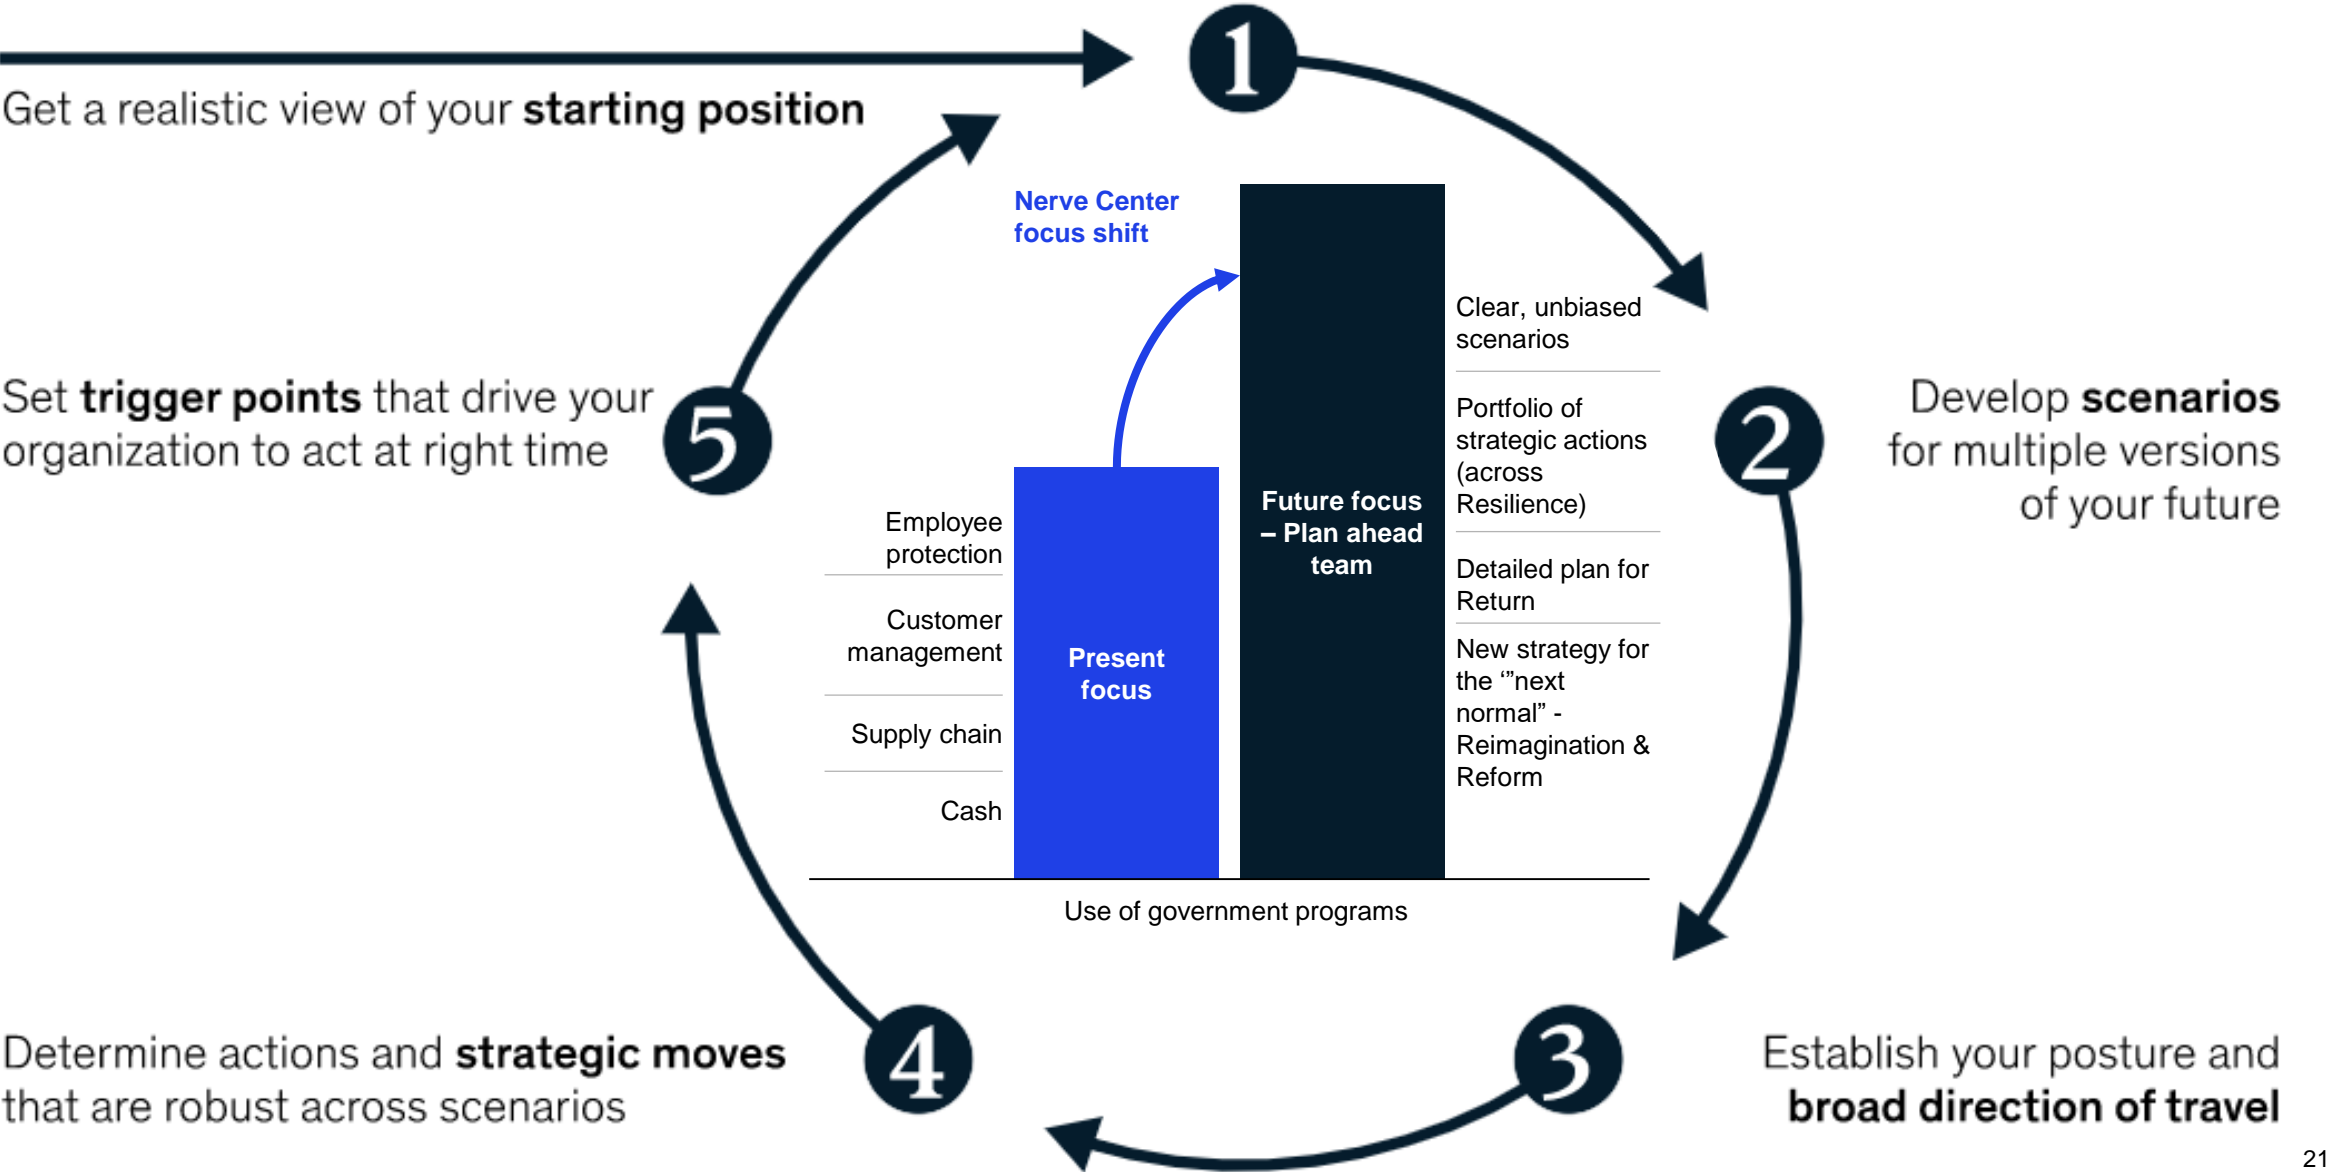 1
Get a realistic view of your starting position
Nerve Center
focus shift
Clear, unbiased
scenarios
Portfolio of
strategic actions
(across
Resilience)
Detailed plan for
Return
New strategy for
the ‘”next
normal” -
Reimagination &
Reform
Future focus
– Plan ahead
team
Present
focus
Employee
protection
Customer
management
Supply chain
Cash
Use of government programs
2
Develop scenarios
for multiple versions
of your future
3
Establish your posture and
broad direction of travel
4
Determine actions and strategic moves
that are robust across scenarios
5
Set trigger points that drive your
organization to act at right time
21